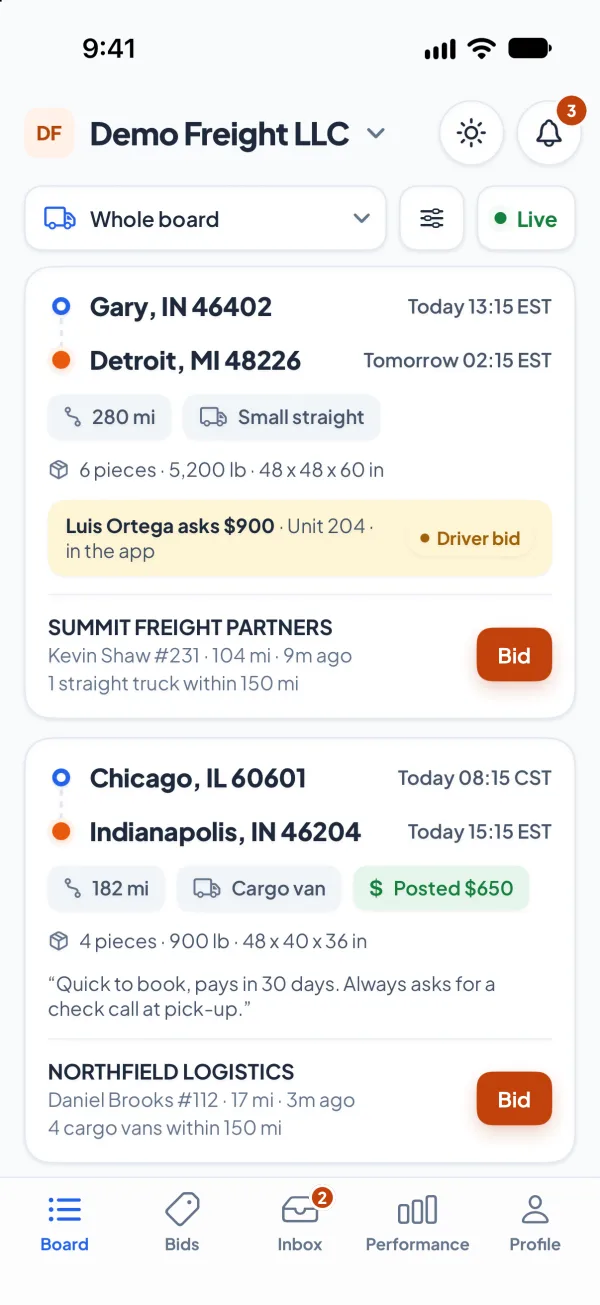 9:41
DF Demo Freight LLC 3
Whole board Live
Gary, IN 46402 Today 13:15 EST
Detroit, MI 48226 Tomorrow 02:15 EST
280 mi Small straight
6 pieces · 5,200 lb · 48 x 48 x 60 in
Luis Ortega asks $900 · Unit 204 ·
in the app
Driver bid
SUMMIT FREIGHT PARTNERS
Kevin Shaw #231 · 104 mi · 9m ago
1 straight truck within 150 mi
Bid
Chicago, IL 60601 Today 08:15 CST
Indianapolis, IN 46204 Today 15:15 EST
182 mi Cargo van $ Posted $650
4 pieces · 900 lb · 48 x 40 x 36 in
“Quick to book, pays in 30 days. Always asks for a
check call at pick-up.”
NORTHFIELD LOGISTICS
Daniel Brooks #112 · 17 mi · 3m ago
4 cargo vans within 150 mi
Bid
2
Board Bids Inbox Performance Profile